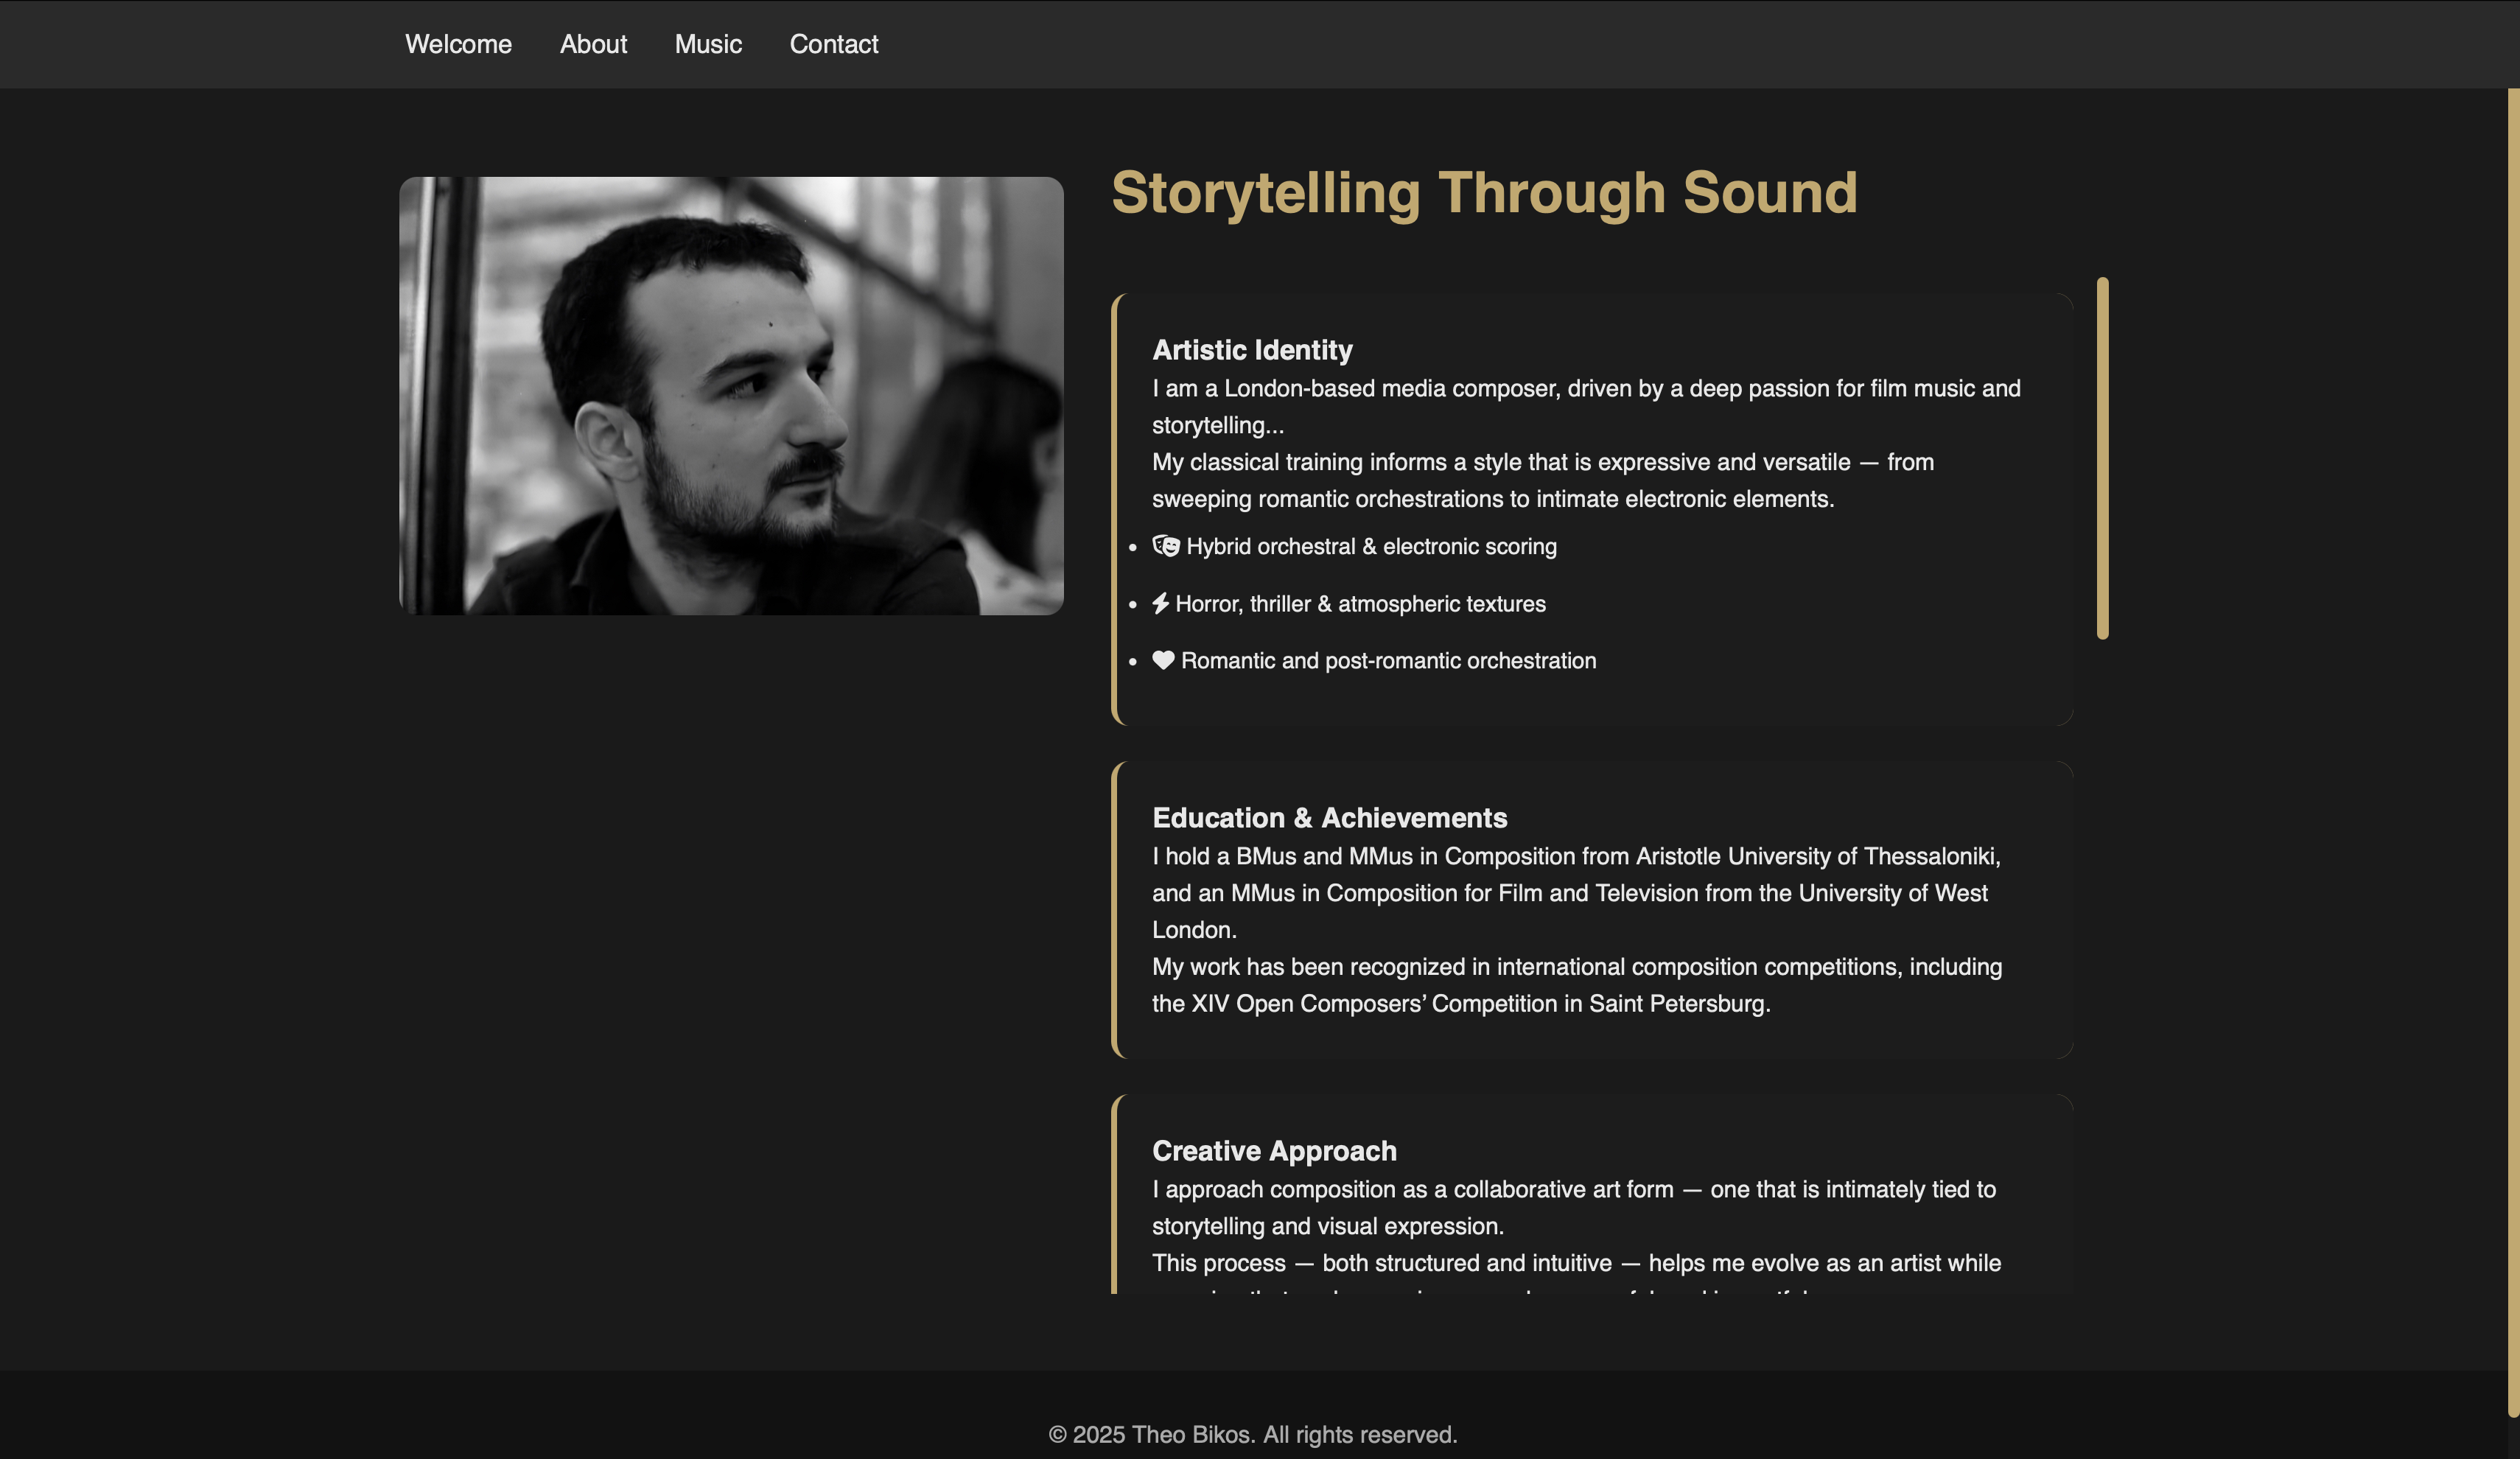 Welcome About Music Contact
Storytelling Through Sound
Artistic Identity
I am a London-based media composer, driven by a deep passion for film music and
storytelling...
My classical training informs a style that is expressive and versatile — from
sweeping romantic orchestrations to intimate electronic elements.
• Hybrid orchestral & electronic scoring
• Horror, thriller & atmospheric textures
• Romantic and post-romantic orchestration
Education & Achievements
I hold a BMus and MMus in Composition from Aristotle University of Thessaloniki,
and an MMus in Composition for Film and Television from the University of West
London.
My work has been recognized in international composition competitions, including
the XIV Open Composers’ Competition in Saint Petersburg.
Creative Approach
I approach composition as a collaborative art form — one that is intimately tied to
storytelling and visual expression.
This process — both structured and intuitive — helps me evolve as an artist while
© 2025 Theo Bikos. All rights reserved.